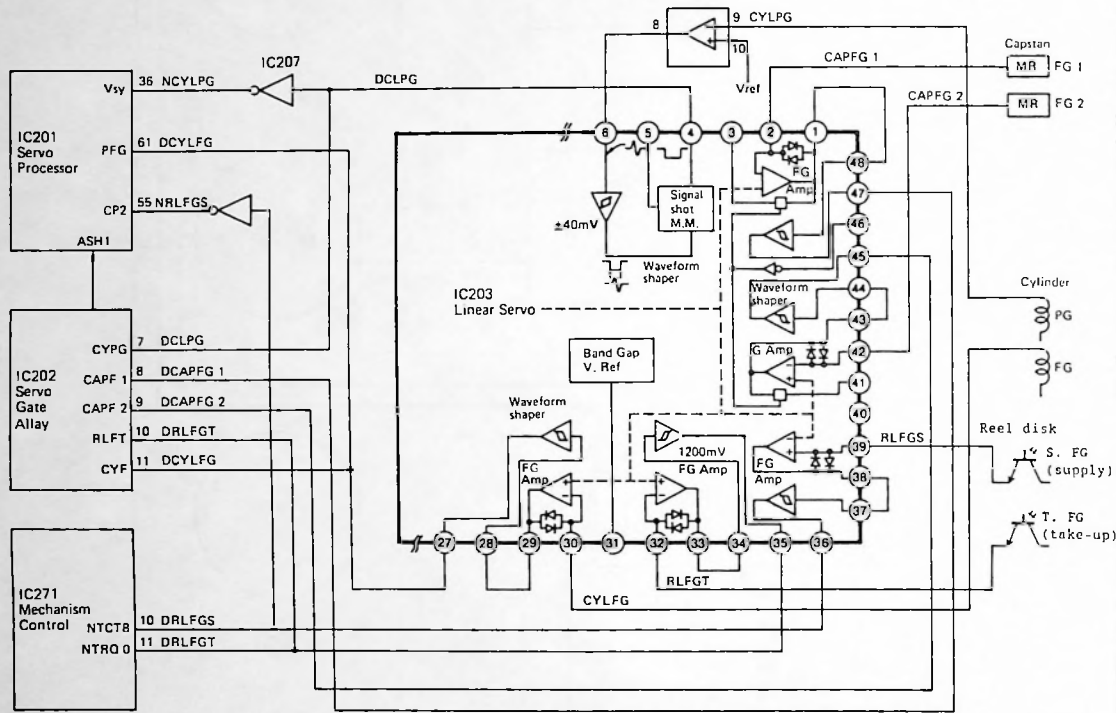 8
9 CYLPG
10
Vref
CAPFG 1
CAPFG 2
Capstan
MR FG 1
MR FG 2
IC207
36 NCYLPG
DCLPG
Vsy
IC201
Servo
Processor
PFG
61 DCYLFG
CP2
55 NRLFGS
ASH1
6 5 4 3 2 1
48
47
46
45
44
43
42
41
40
39
38
37
FG
Amp
Signal
shot
M.M.
±40mV
Waveform
shaper
IC203
Linear Servo
Waveform
shaper
G Amp
Cylinder
PG
FG
IC202
Servo
Gate
Allay
CYPG
7 DCLPG
CAPF 1
8 DCAPFG 1
CAPF 2
9 DCAPFG 2
RLFT
10 DRLFGT
CYF
11 DCYLFG
Band Gap
V. Ref
Waveform
shaper
FG
Amp
1200mV
FG Amp
FG
Amp
RLFGS
Reel disk
S. FG
(supply)
T. FG
(take-up)
27 28 29 30 31 32 33 34 35 36
RLFGT
CYLFG
IC271
Mechanism
Control
NTCT8
10 DRLFGS
NTRQ 0
11 DRLFGT